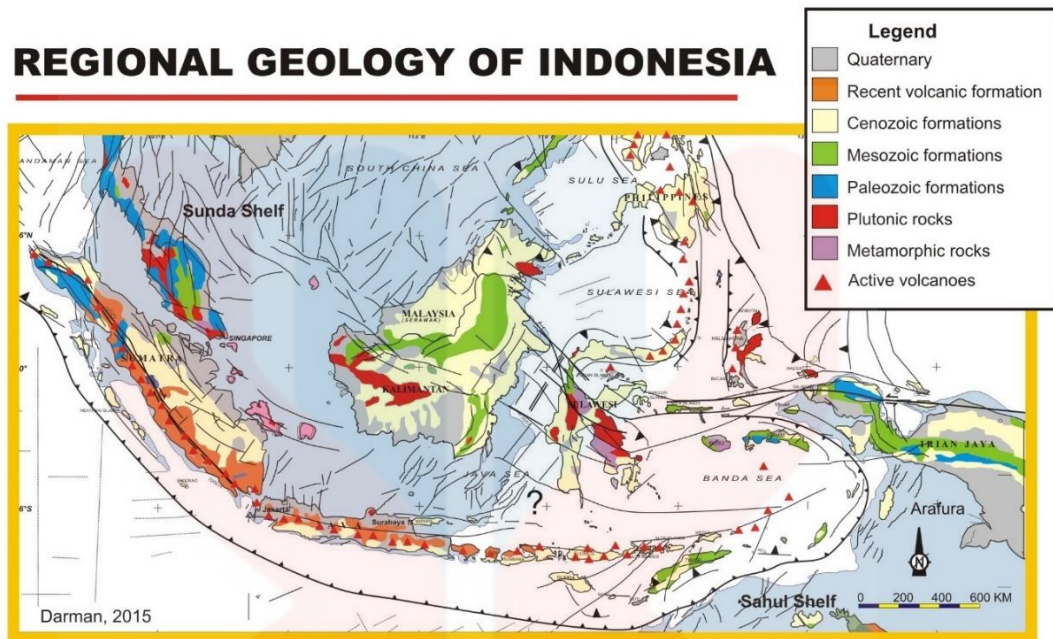 REGIONAL GEOLOGY OF INDONESIA
Legend
Quaternary
Recent volcanic formation
Cenozoic formations
Mesozoic formations
Paleozoic formations
Plutonic rocks
Metamorphic rocks
Active volcanoes
SOUTH CHINA SEA
SULU SEA
PHILIPPINES
Sunda Shelf
6°N
SULAWESI SEA
MALAYSIA
(SERAWAK)
SINGAPORE
SUMATRA
0°
KALIMANTAN
SULAWESI
IRIAN JAYA
JAVA SEA
BANDA SEA
?
6°S
Jakarta
Surabaya
Arafura
N
Darman, 2015
Sahul Shelf
0 200 400 600 KM